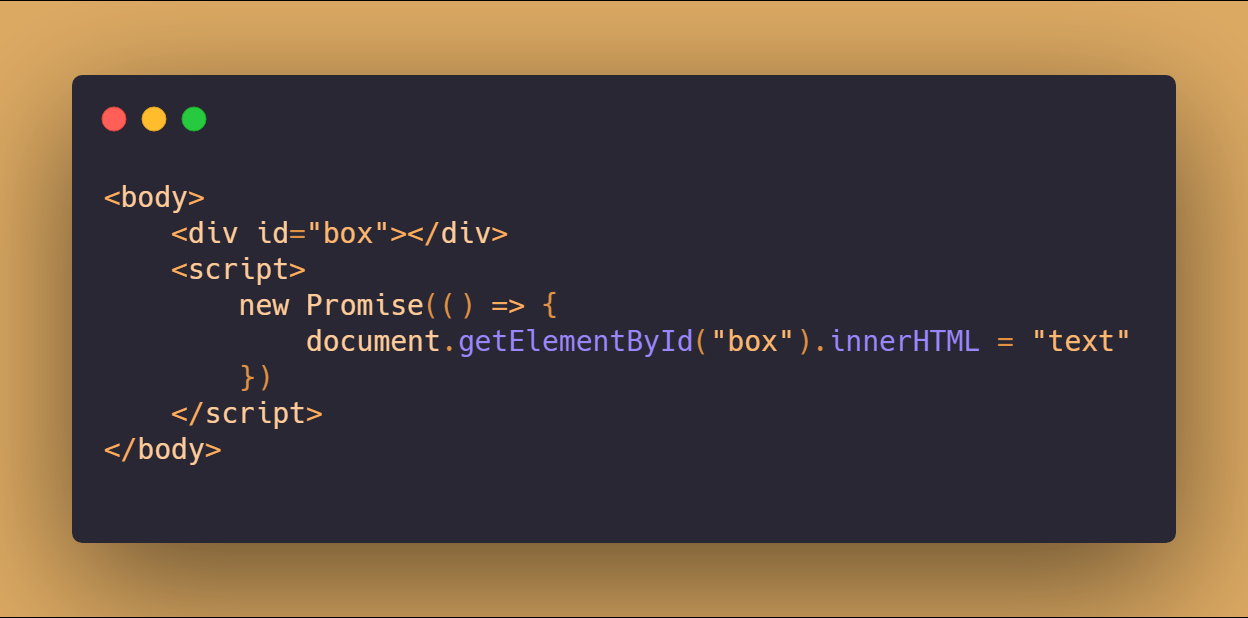 <body>
    <div id="box"></div>
    <script>
        new Promise(() => {
            document.getElementById("box").innerHTML = "text"
        })
    </script>
</body>